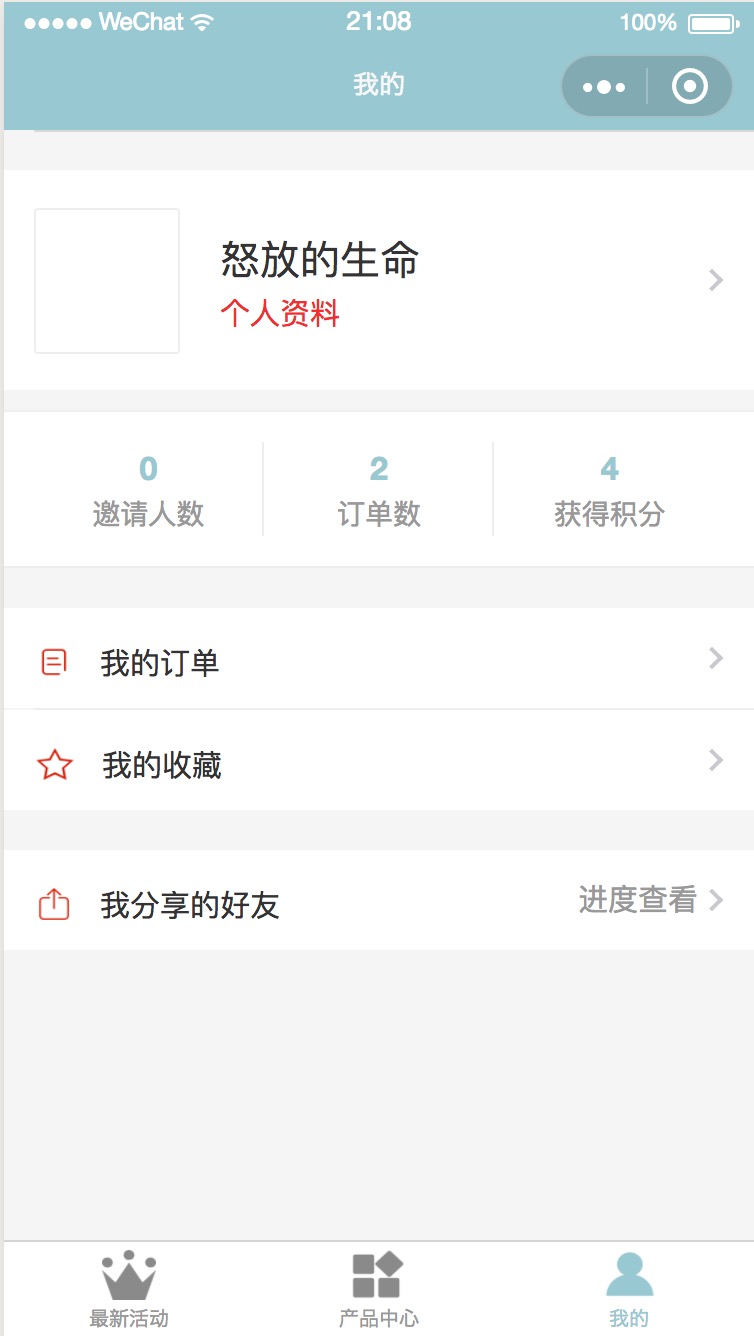 WeChat 21:08 100%
我的
怒放的生命
个人资料
0 2 4
邀请人数 订单数 获得积分
我的订单
我的收藏
我分享的好友 进度查看
最新活动 产品中心 我的